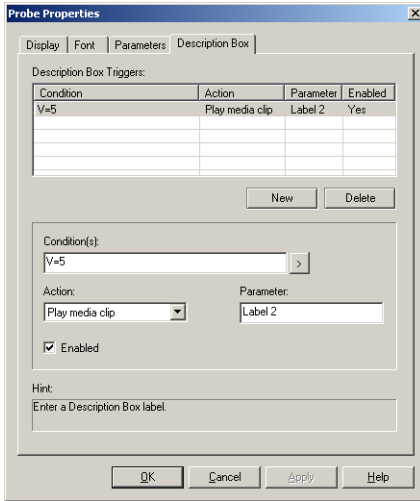 Probe Properties
Display Font Parameters Description Box
Description Box Triggers:
Condition Action Parameter Enabled
V=5 Play media clip Label 2 Yes
New Delete
Condition(s):
V=5 >
Action: Parameter:
Play media clip Label 2
Enabled
Hint:
Enter a Description Box label.
OK Cancel Apply Help